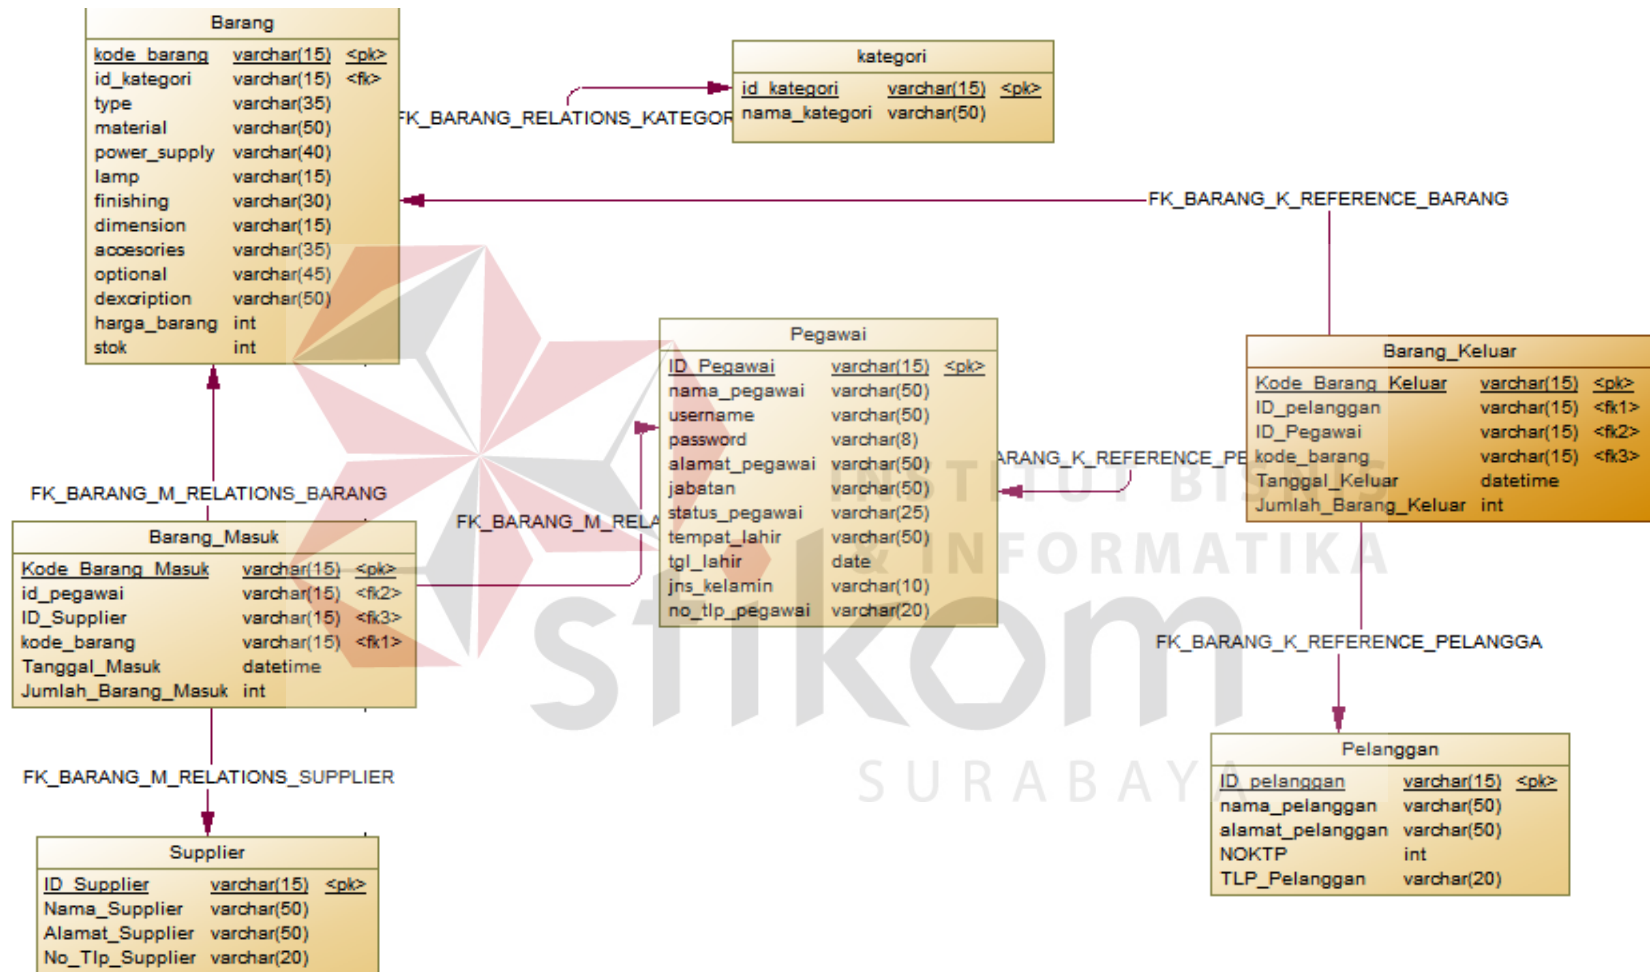 Barang
kode_barang varchar(15) <pk>
id_kategori varchar(15) <fk>
type varchar(35)
material varchar(50)
power_supply varchar(40)
lamp varchar(15)
finishing varchar(30)
dimension varchar(15)
accesories varchar(35)
optional varchar(45)
dexcription varchar(50)
harga_barang int
stok int
FK_BARANG_RELATIONS_KATEGOR
kategori
id_kategori varchar(15) <pk>
nama_kategori varchar(50)
FK_BARANG_K_REFERENCE_BARANG
Pegawai
ID_Pegawai varchar(15) <pk>
nama_pegawai varchar(50)
username varchar(50)
password varchar(8)
alamat_pegawai varchar(50)
jabatan varchar(50)
status_pegawai varchar(25)
tempat_lahir varchar(50)
tgl_lahir date
jns_kelamin varchar(10)
no_tlp_pegawai varchar(20)
ARANG_K_REFERENCE_PE
Barang_Keluar
Kode_Barang_Keluar varchar(15) <pk>
ID_pelanggan varchar(15) <fk1>
ID_Pegawai varchar(15) <fk2>
kode_barang varchar(15) <fk3>
Tanggal_Keluar datetime
Jumlah_Barang_Keluar int
FK_BARANG_M_RELATIONS_BARANG
FK_BARANG_M_RELA
Barang_Masuk
Kode_Barang_Masuk varchar(15) <pk>
id_pegawai varchar(15) <fk2>
ID_Supplier varchar(15) <fk3>
kode_barang varchar(15) <fk1>
Tanggal_Masuk datetime
Jumlah_Barang_Masuk int
FK_BARANG_K_REFERENCE_PELANGGA
FK_BARANG_M_RELATIONS_SUPPLIER
Pelanggan
ID_pelanggan varchar(15) <pk>
nama_pelanggan varchar(50)
alamat_pelanggan varchar(50)
NOKTP int
TLP_Pelanggan varchar(20)
Supplier
ID_Supplier varchar(15) <pk>
Nama_Supplier varchar(50)
Alamat_Supplier varchar(50)
No_Tlp_Supplier varchar(20)
INSTITUT BISNIS
& INFORMATIKA
stikom
SURABAYA